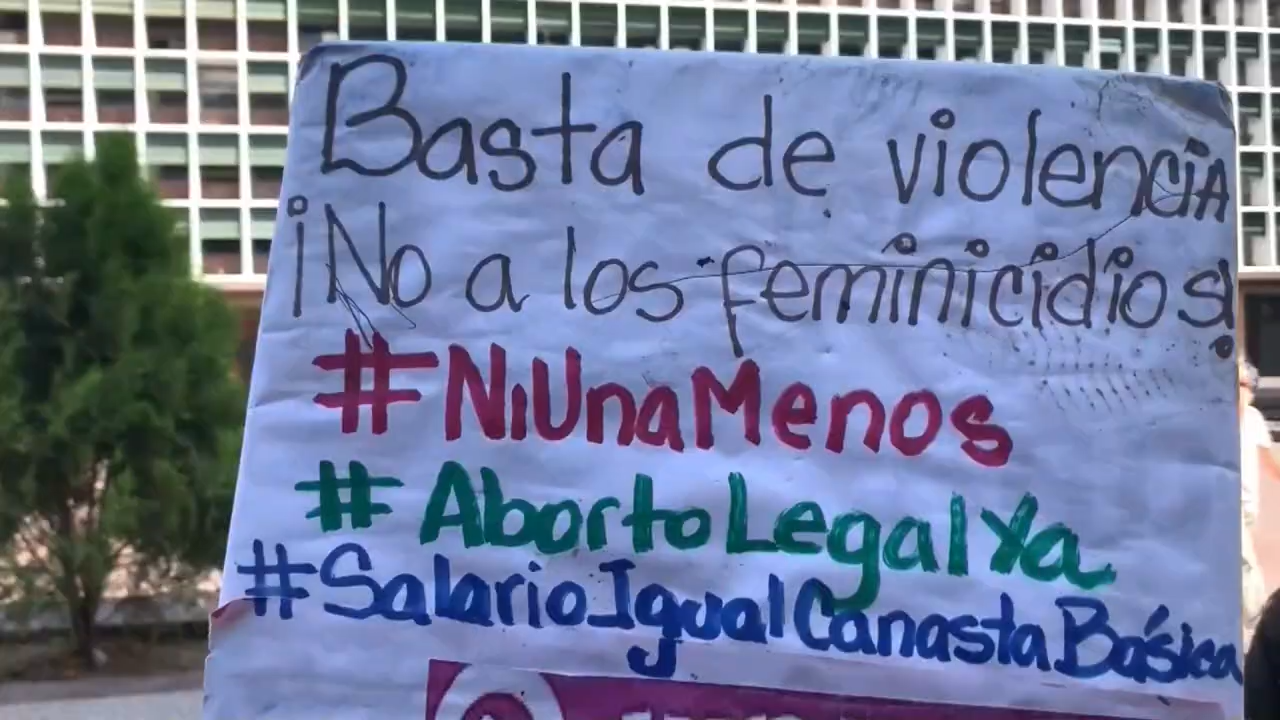 Basta de violencia
¡No a los feminicidios!
#NiUnaMenos
#AbortoLegalYa
#SalarioIgualCanastaBásica